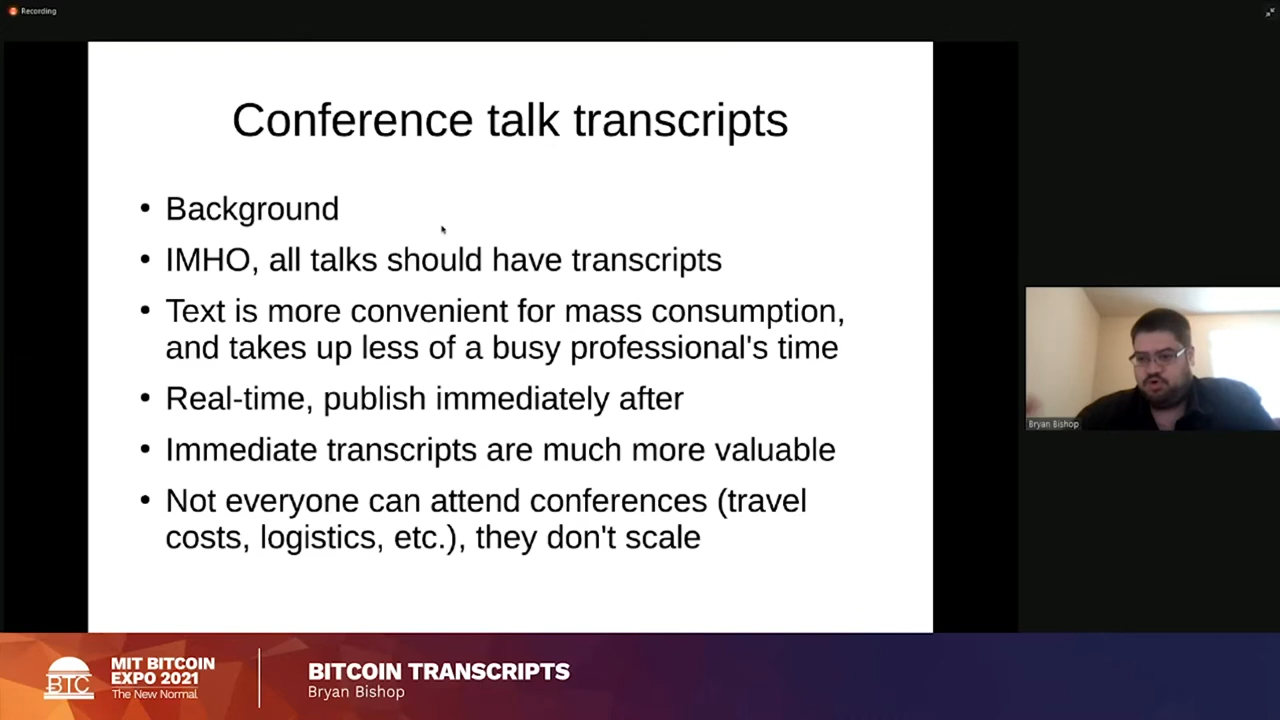 Recording
Conference talk transcripts
• Background
• IMHO, all talks should have transcripts
• Text is more convenient for mass consumption,
and takes up less of a busy professional's time
• Real-time, publish immediately after
• Immediate transcripts are much more valuable
• Not everyone can attend conferences (travel
costs, logistics, etc.), they don't scale
Bryan Bishop
BTC
MIT BITCOIN
EXPO 2021
The New Normal
BITCOIN TRANSCRIPTS
Bryan Bishop